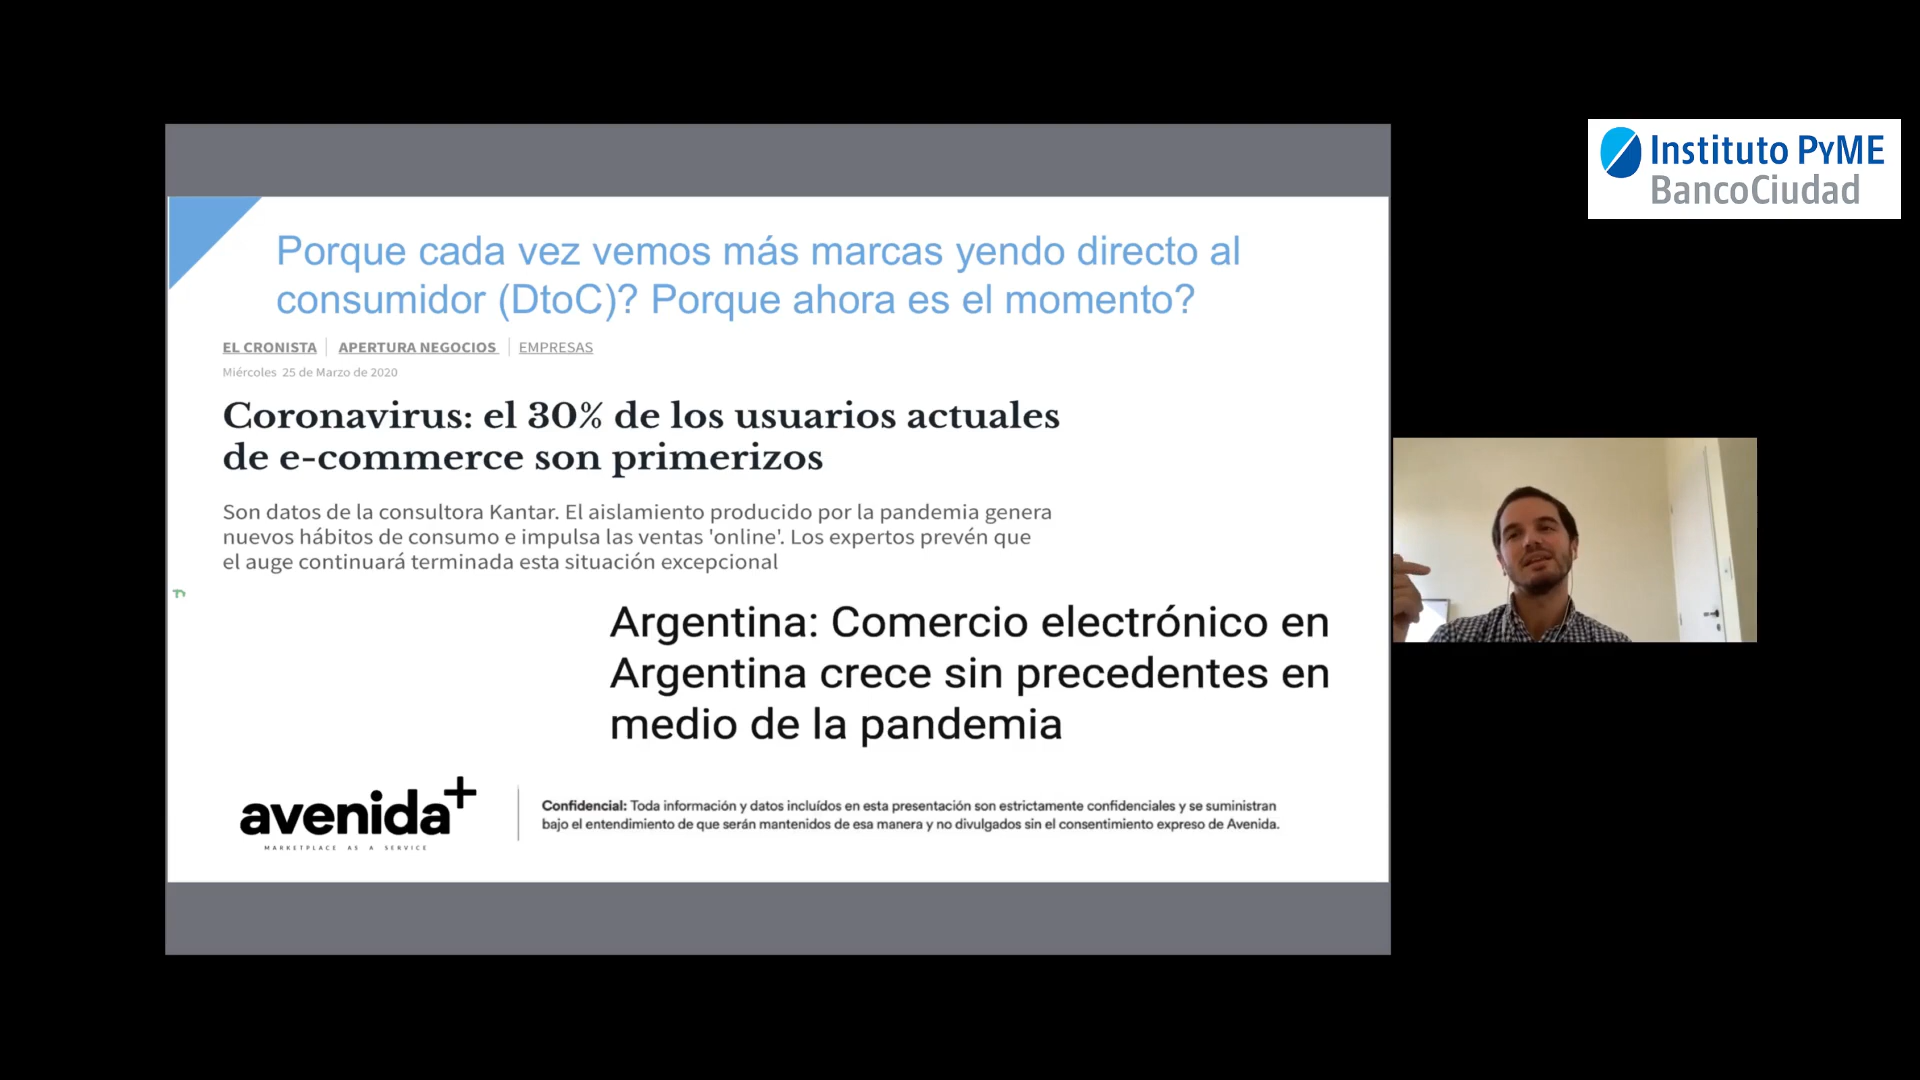 Instituto PyME
BancoCiudad
Porque cada vez vemos más marcas yendo directo al
consumidor (DtoC)? Porque ahora es el momento?
EL CRONISTA | APERTURA NEGOCIOS | EMPRESAS
Miércoles 25 de Marzo de 2020
Coronavirus: el 30% de los usuarios actuales
de e-commerce son primerizos
Son datos de la consultora Kantar. El aislamiento producido por la pandemia genera
nuevos hábitos de consumo e impulsa las ventas 'online'. Los expertos prevén que
el auge continuará terminada esta situación excepcional
Argentina: Comercio electrónico en
Argentina crece sin precedentes en
medio de la pandemia
avenida+
MARKETPLACE AS A SERVICE
Confidencial: Toda información y datos incluídos en esta presentación son estrictamente confidenciales y se suministran
bajo el entendimiento de que serán mantenidos de esa manera y no divulgados sin el consentimiento expreso de Avenida.